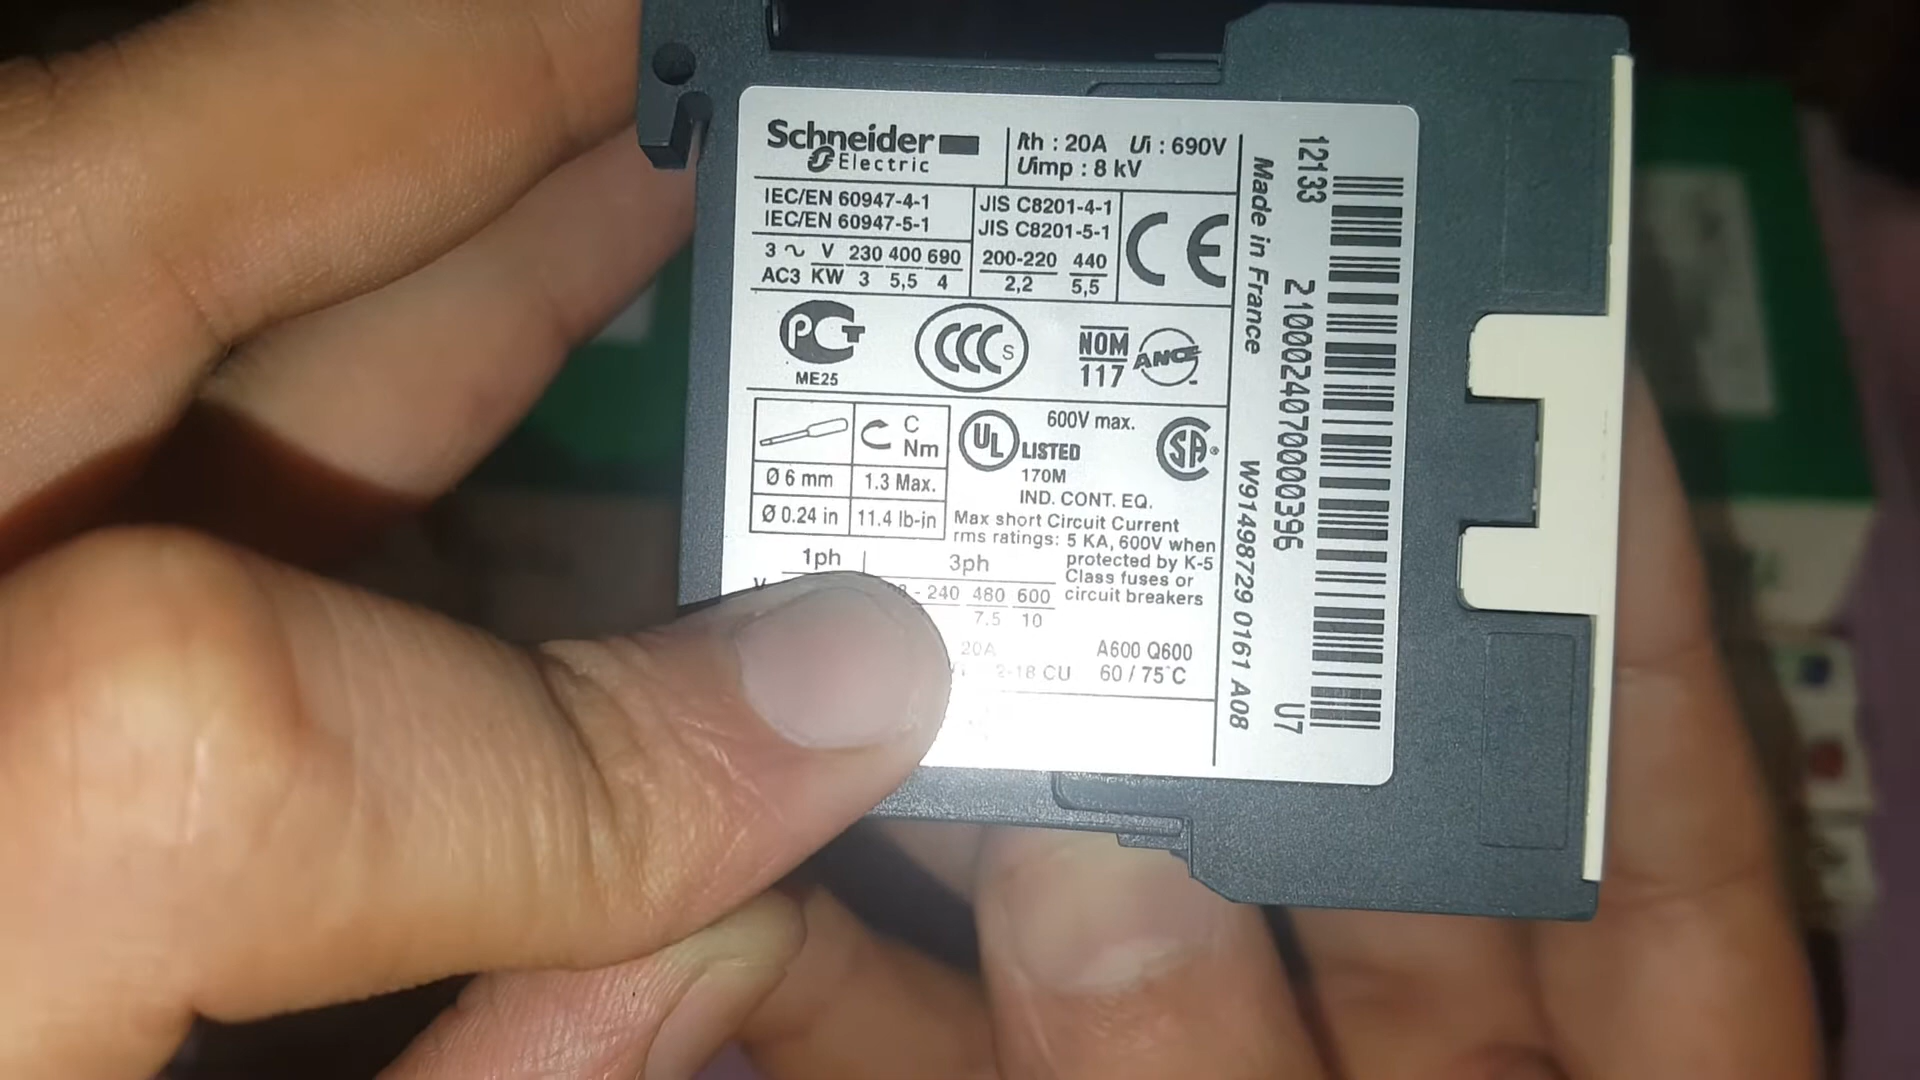 Schneider
Electric
Ith : 20A Ui : 690V
Uimp : 8 kV
IEC/EN 60947-4-1
IEC/EN 60947-5-1
JIS C8201-4-1
JIS C8201-5-1
CE
3 ~ V 230 400 690
AC3 KW 3 5,5 4
200-220 440
2,2 5,5
PCT
ME25
CCC S
NOM
117
ANCE
C
Nm
Ø 6 mm 1.3 Max.
Ø 0.24 in 11.4 lb-in
UL
LISTED
170M
IND. CONT. EQ.
600V max.
SA
Max short Circuit Current
rms ratings: 5 KA, 600V when
protected by K-5
Class fuses or
circuit breakers
1ph 3ph
V - 240 480 600
7.5 10
20A A600 Q600
2-18 CU 60 / 75°C
Made in France
W91498729 0161 A08
12133 2100024070000396 U7